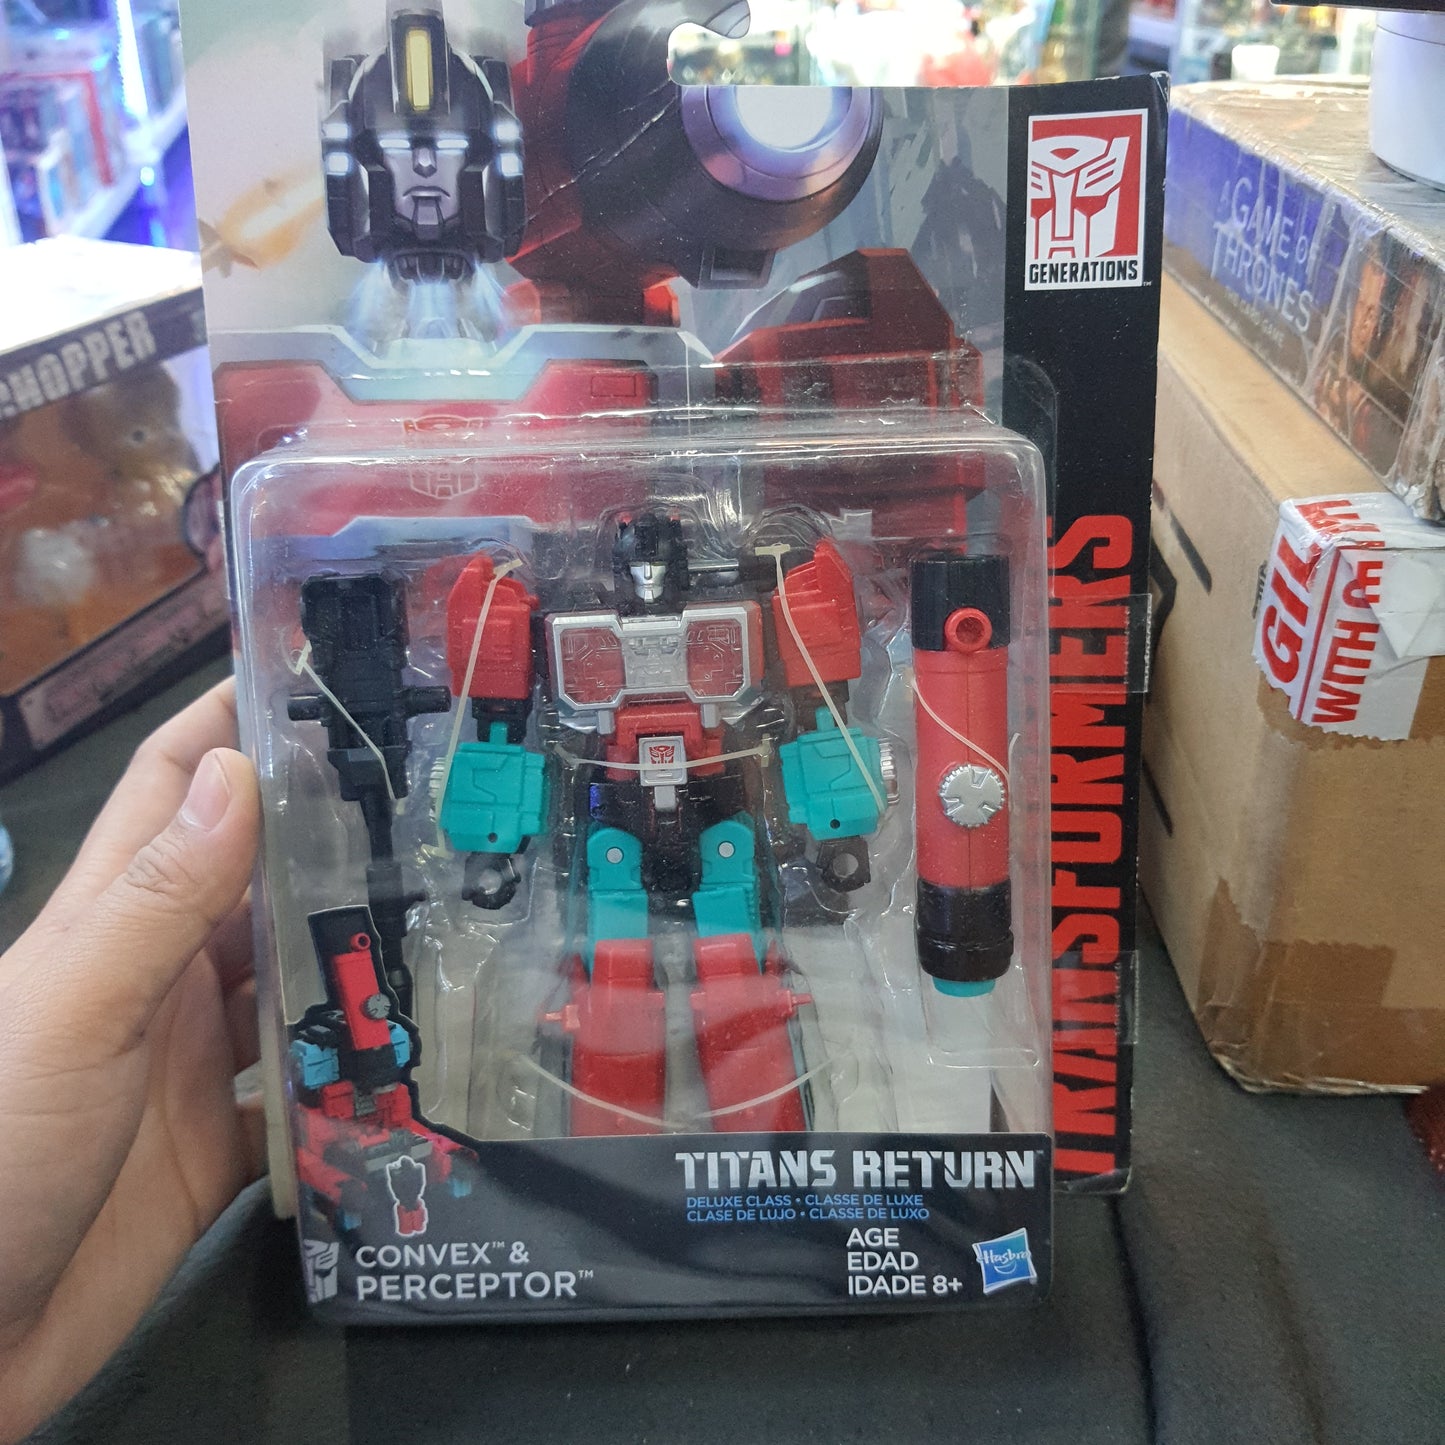 GENERATIONS
TRANSFORMERS
TITANS RETURN
DELUXE CLASS • CLASSE DE LUXE
CLASE DE LUJO • CLASSE DE LUXO
AGE
EDAD
IDADE 8+
Hasbro
CONVEX™ &
PERCEPTOR™
CHOPPER
A GAME OF
THRONES
WITH